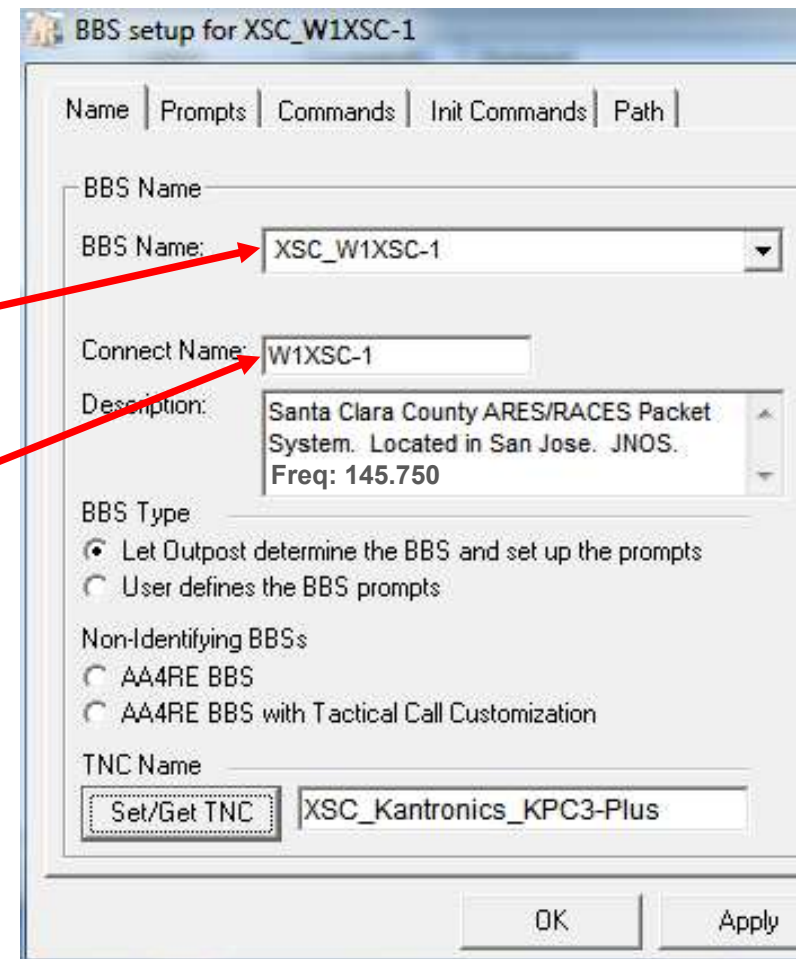 BBS setup for XSC_W1XSC-1
Name Prompts Commands Init Commands Path
BBS Name
BBS Name: XSC_W1XSC-1
Connect Name: W1XSC-1
Description: Santa Clara County ARES/RACES Packet
System. Located in San Jose. JNOS.
Freq: 145.750
BBS Type
Let Outpost determine the BBS and set up the prompts
User defines the BBS prompts
Non-Identifying BBSs
AA4RE BBS
AA4RE BBS with Tactical Call Customization
TNC Name
Set/Get TNC XSC_Kantronics_KPC3-Plus
OK Apply